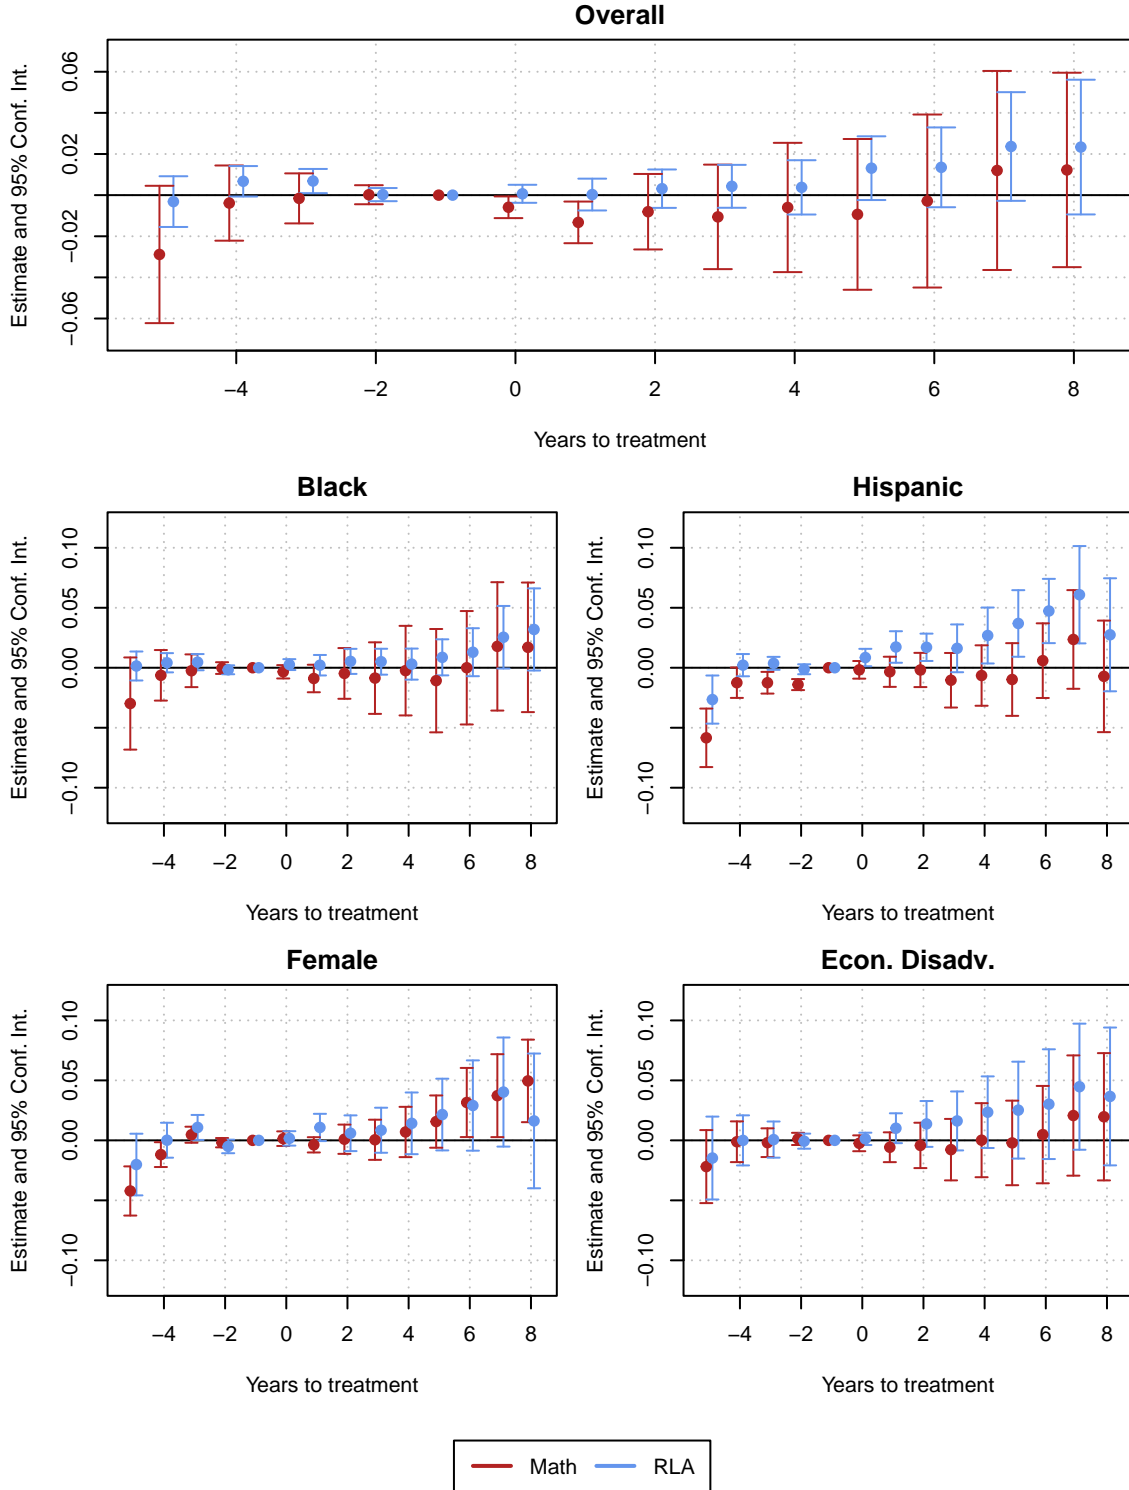 Overall
Estimate and 95% Conf. Int.
0.06
0.02
−0.02
−0.06
−4 −2 0 2 4 6 8
Years to treatment
Black
Estimate and 95% Conf. Int.
0.10
0.05
0.00
−0.10
−4 −2 0 2 4 6 8
Years to treatment
Hispanic
Estimate and 95% Conf. Int.
0.10
0.05
0.00
−0.10
−4 −2 0 2 4 6 8
Years to treatment
Female
Estimate and 95% Conf. Int.
0.10
0.05
0.00
−0.10
−4 −2 0 2 4 6 8
Years to treatment
Econ. Disadv.
Estimate and 95% Conf. Int.
0.10
0.05
0.00
−0.10
−4 −2 0 2 4 6 8
Years to treatment
Math RLA